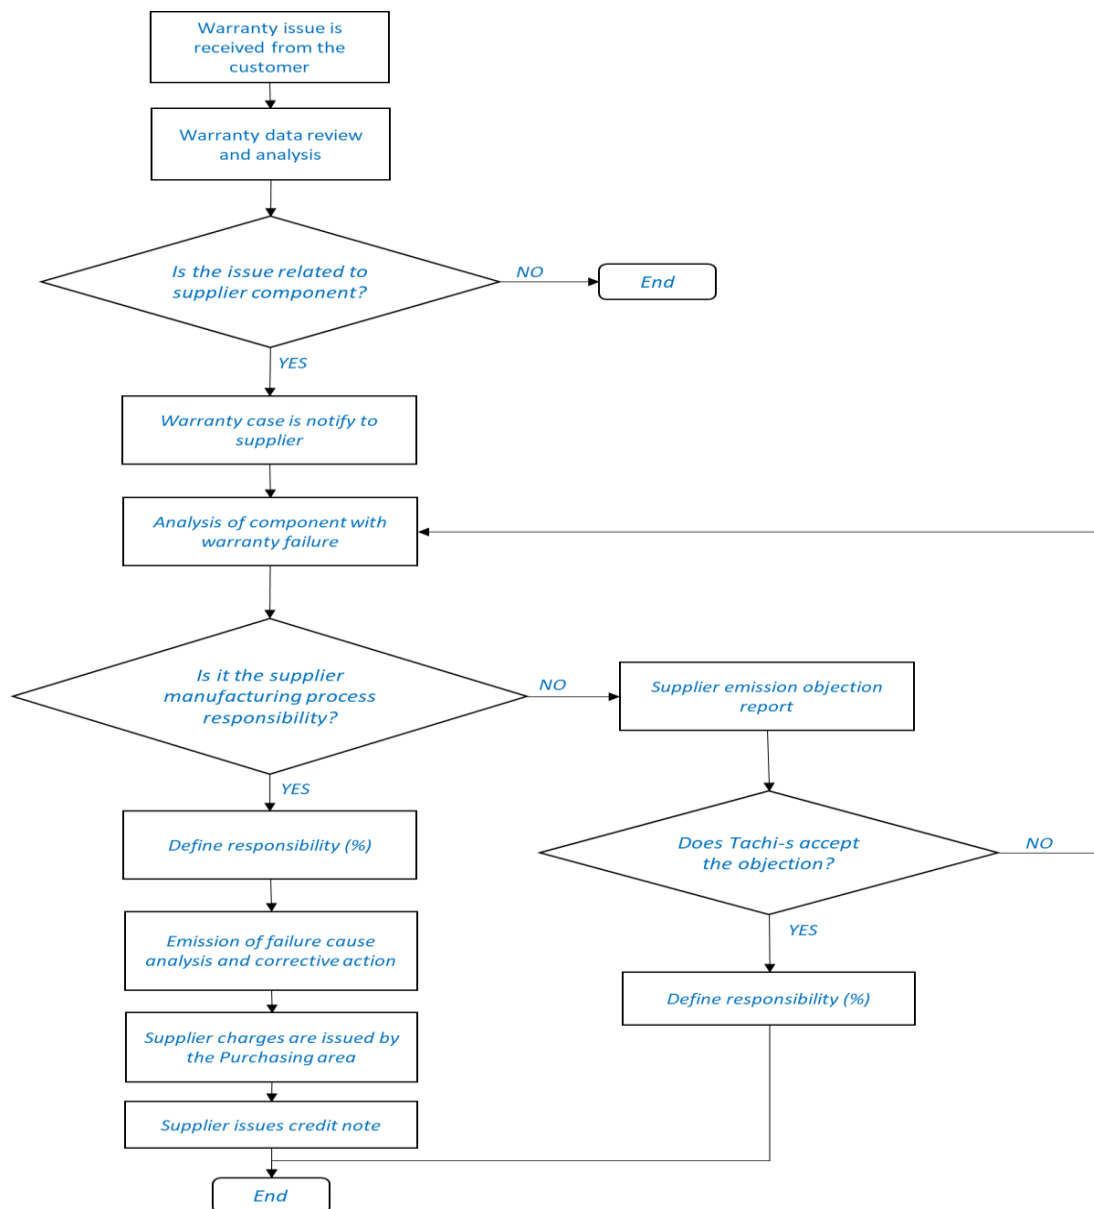 Warranty issue is
received from the
customer
Warranty data review
and analysis
Is the issue related to
supplier component?
NO
End
YES
Warranty case is notify to
supplier
Analysis of component with
warranty failure
Is it the supplier
manufacturing process
responsibility?
NO
Supplier emission objection
report
YES
Define responsibility (%)
Does Tachi-s accept
the objection?
NO
YES
Emission of failure cause
analysis and corrective action
Define responsibility (%)
Supplier charges are issued by
the Purchasing area
Supplier issues credit note
End